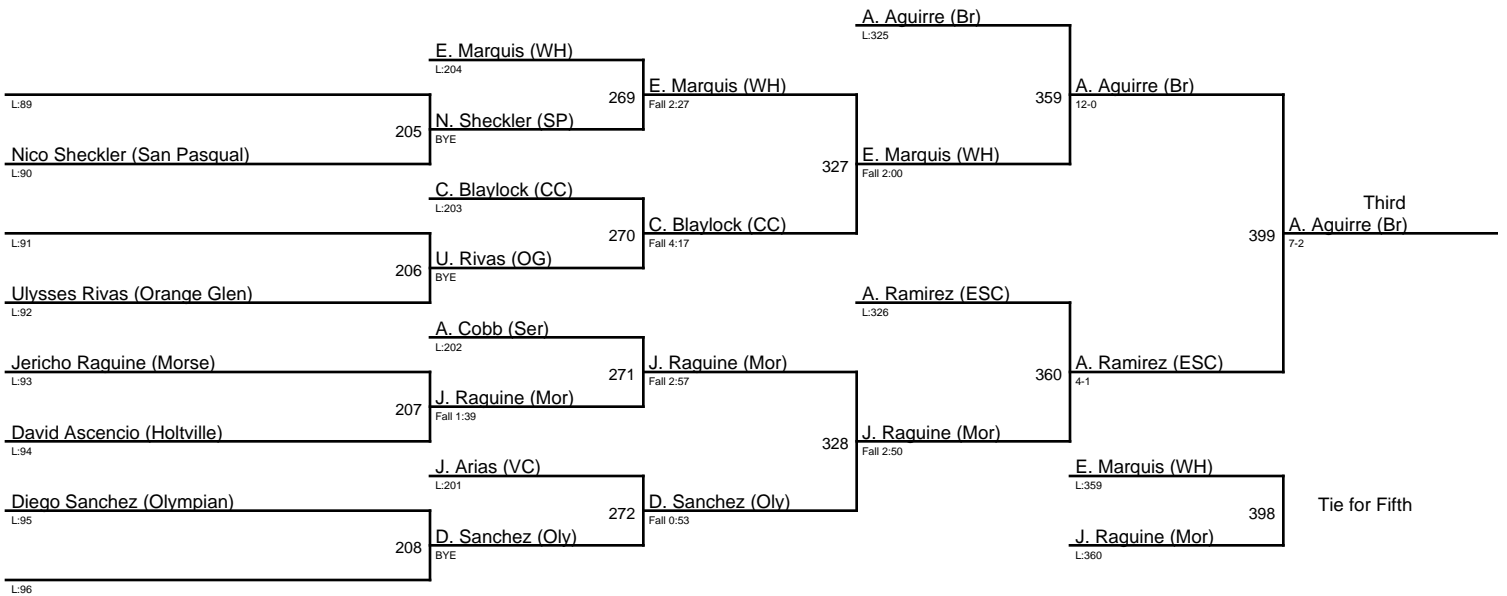 A. Aguirre (Br)
L:325
E. Marquis (WH)
L:204
E. Marquis (WH)
Fall 2:27
269
359
A. Aguirre (Br)
12-0
L:89
205
N. Sheckler (SP)
BYE
Nico Sheckler (San Pasqual)
L:90
327
E. Marquis (WH)
Fall 2:00
C. Blaylock (CC)
L:203
Third
L:91
270
C. Blaylock (CC)
Fall 4:17
399
A. Aguirre (Br)
7-2
206
U. Rivas (OG)
BYE
Ulysses Rivas (Orange Glen)
L:92
A. Ramirez (ESC)
L:326
A. Cobb (Ser)
L:202
Jericho Raguine (Morse)
L:93
271
J. Raguine (Mor)
Fall 2:57
360
A. Ramirez (ESC)
4-1
207
J. Raguine (Mor)
Fall 1:39
David Ascencio (Holtville)
L:94
328
J. Raguine (Mor)
Fall 2:50
J. Arias (VC)
L:201
E. Marquis (WH)
L:359
Diego Sanchez (Olympian)
L:95
272
D. Sanchez (Oly)
Fall 0:53
398
Tie for Fifth
208
D. Sanchez (Oly)
BYE
J. Raguine (Mor)
L:360
L:96